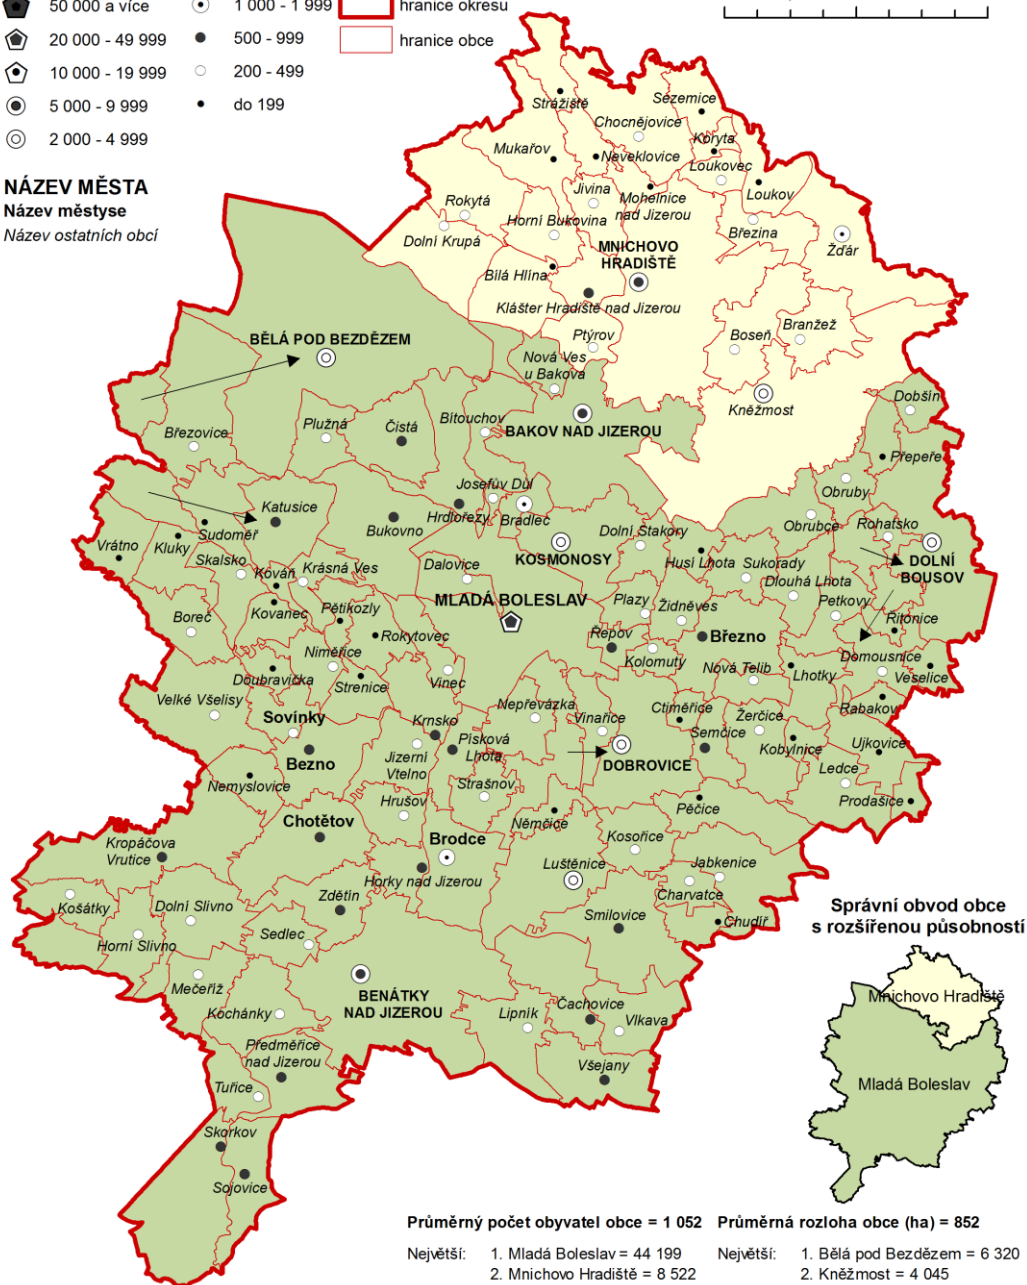 50 000 a více
1 000 - 1 999
hranice okresu
20 000 - 49 999
500 - 999
hranice obce
10 000 - 19 999
200 - 499
5 000 - 9 999
do 199
2 000 - 4 999
NÁZEV MĚSTA
Název městyse
Název ostatních obcí
Strážiště
Sezemice
Chocnějovice
Koryta
Mukařov
Neveklovice
Loukovec
Jivina
Mohelnice
nad Jizerou
Loukov
Rokytá
Horní Bukovina
Březina
Dolní Krupá
MNICHOVO
HRADIŠTĚ
Žďár
Bílá Hlína
Klášter Hradiště nad Jizerou
Ptýrov
Boseň
Branžež
BĚLÁ POD BEZDĚZEM
Nová Ves
u Bakova
Kněžmost
Dobšín
Březovice
Plužná
Čistá
Bítouchov
BAKOV NAD JIZEROU
Přepeře
Obruby
Josefův Důl
Katusice
Hrdlořezy
Bradlec
Obrubce
Rohatsko
Sudoměř
Bukovno
Dolní Stakory
Vrátno
Kluky
KOSMONOSY
DOLNÍ
BOUSOV
Skalsko
Kováň
Krásná Ves
Dalovice
Husí Lhota
Sukorady
Dlouhá Lhota
Kovanec
Pětikozly
MLADÁ BOLESLAV
Plazy
Židněves
Petkovy
Boreč
Rokytovec
Řepov
Březno
Řitonice
Niměřice
Kolomuty
Domousnice
Doubravička
Strenice
Vinec
Nová Telib
Lhotky
Veselice
Velké Všelisy
Nepřevázka
Ctiměřice
Rabakov
Sovínky
Krnsko
Vinařice
Žerčice
Písková
Lhota
Semčice
Bezno
Jizerní
Vtelno
DOBROVICE
Kobylnice
Ujkovice
Nemyslovice
Strašnov
Ledce
Hrušov
Pěčice
Prodašice
Chotětov
Němčice
Brodce
Kosořice
Kropáčova
Vrutice
Horky nad Jizerou
Luštěnice
Jabkenice
Charvatce
Košátky
Dolní Slivno
Zdětín
Smilovice
Chudíř
Horní Slivno
Sedlec
Mečeříž
BENÁTKY
NAD JIZEROU
Kochánky
Lipník
Čachovice
Vlkava
Předměřice
nad Jizerou
Všejany
Tuřice
Skorkov
Sojovice
Správní obvod obce
s rozšířenou působností
Mnichovo Hradiště
Mladá Boleslav
Průměrný počet obyvatel obce = 1 052
Průměrná rozloha obce (ha) = 852
Největší: 1. Mladá Boleslav = 44 199
2. Mnichovo Hradiště = 8 522
Největší: 1. Bělá pod Bezdězem = 6 320
2. Kněžmost = 4 045